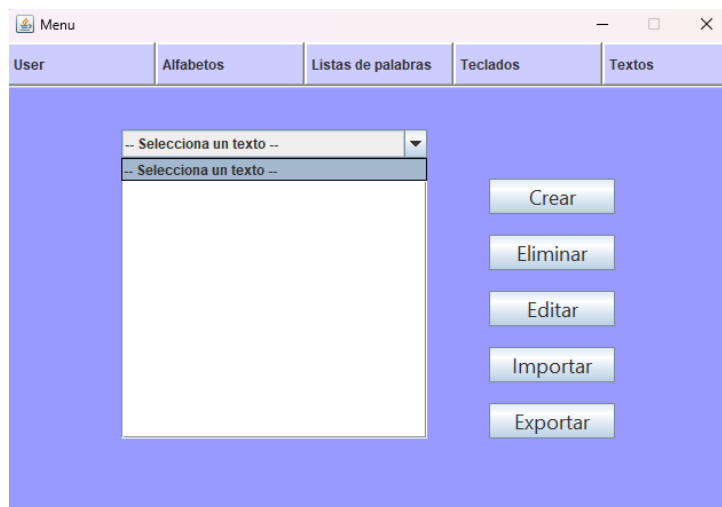 Menu
User
Alfabetos
Listas de palabras
Teclados
Textos
-- Selecciona un texto --
-- Selecciona un texto --
Crear
Eliminar
Editar
Importar
Exportar